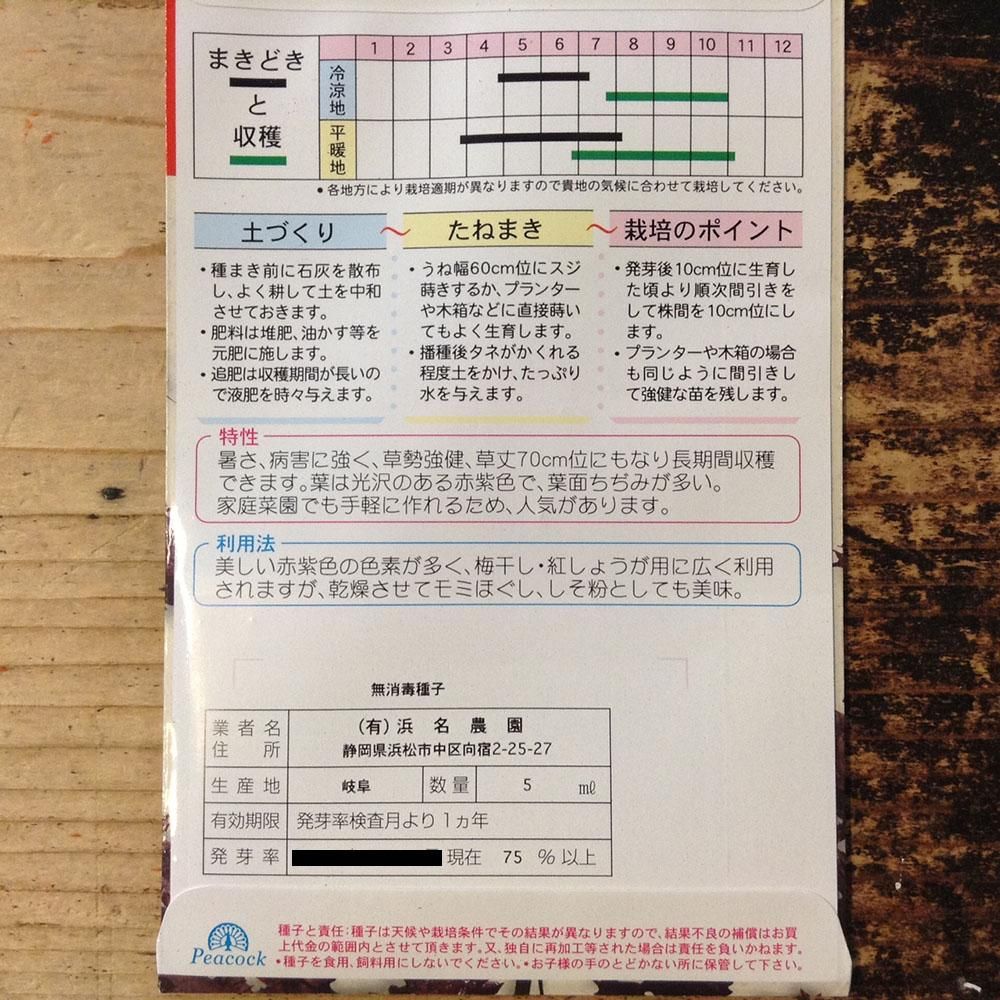 まきどき
と
収穫
1 2 3 4 5 6 7 8 9 10 11 12
冷涼地
平暖地
●各地方により栽培適期が異なりますので貴地の気候に合わせて栽培してください。
土づくり
・種まき前に石灰を散布
し、よく耕して土を中和
させておきます。
・肥料は堆肥、油かす等を
元肥に施します。
・追肥は収穫期間が長いの
で液肥を時々与えます。
～
たねまき
・うね幅60cm位にスジ
蒔きするか、プランター
や木箱などに直接蒔い
てもよく生育します。
・播種後タネがかくれる
程度土をかけ、たっぷり
水を与えます。
～
栽培のポイント
・発芽後10cm位に生育し
た頃より順次間引きを
して株間を10cm位にし
ます。
・プランターや木箱の場合
も同じように間引きし
て強健な苗を残します。
特性
暑さ、病害に強く、草勢強健、草丈70cm位にもなり長期間収穫
できます。葉は光沢のある赤紫色で、葉面ちぢみが多い。
家庭菜園でも手軽に作れるため、人気があります。
利用法
美しい赤紫色の色素が多く、梅干し・紅しょうが用に広く利用
されますが、乾燥させてモミほぐし、しそ粉としても美味。
無消毒種子
業者名 (有)浜名農園
住所 静岡県浜松市中区向宿2-25-27
生産地 岐阜 数量 5 ㎖
有効期限 発芽率検査月より1ヵ年
発芽率 現在 75 %以上
Peacock
種子と責任:種子は天候や栽培条件でその結果が異なりますので、結果不良の補償はお買
上代金の範囲内とさせて頂きます。又、独自に再加工等された場合は責任を負いかねます。
・種子を食用、飼料用にしないでください。・お子様の手のとどかない所に保管して下さい。